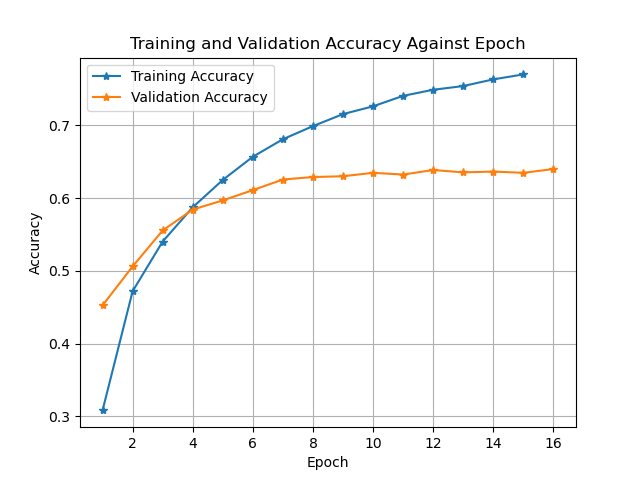 Training and Validation Accuracy Against Epoch
Training Accuracy
Validation Accuracy
Accuracy
0.7
0.6
0.5
0.4
0.3
2 4 6 8 10 12 14 16
Epoch